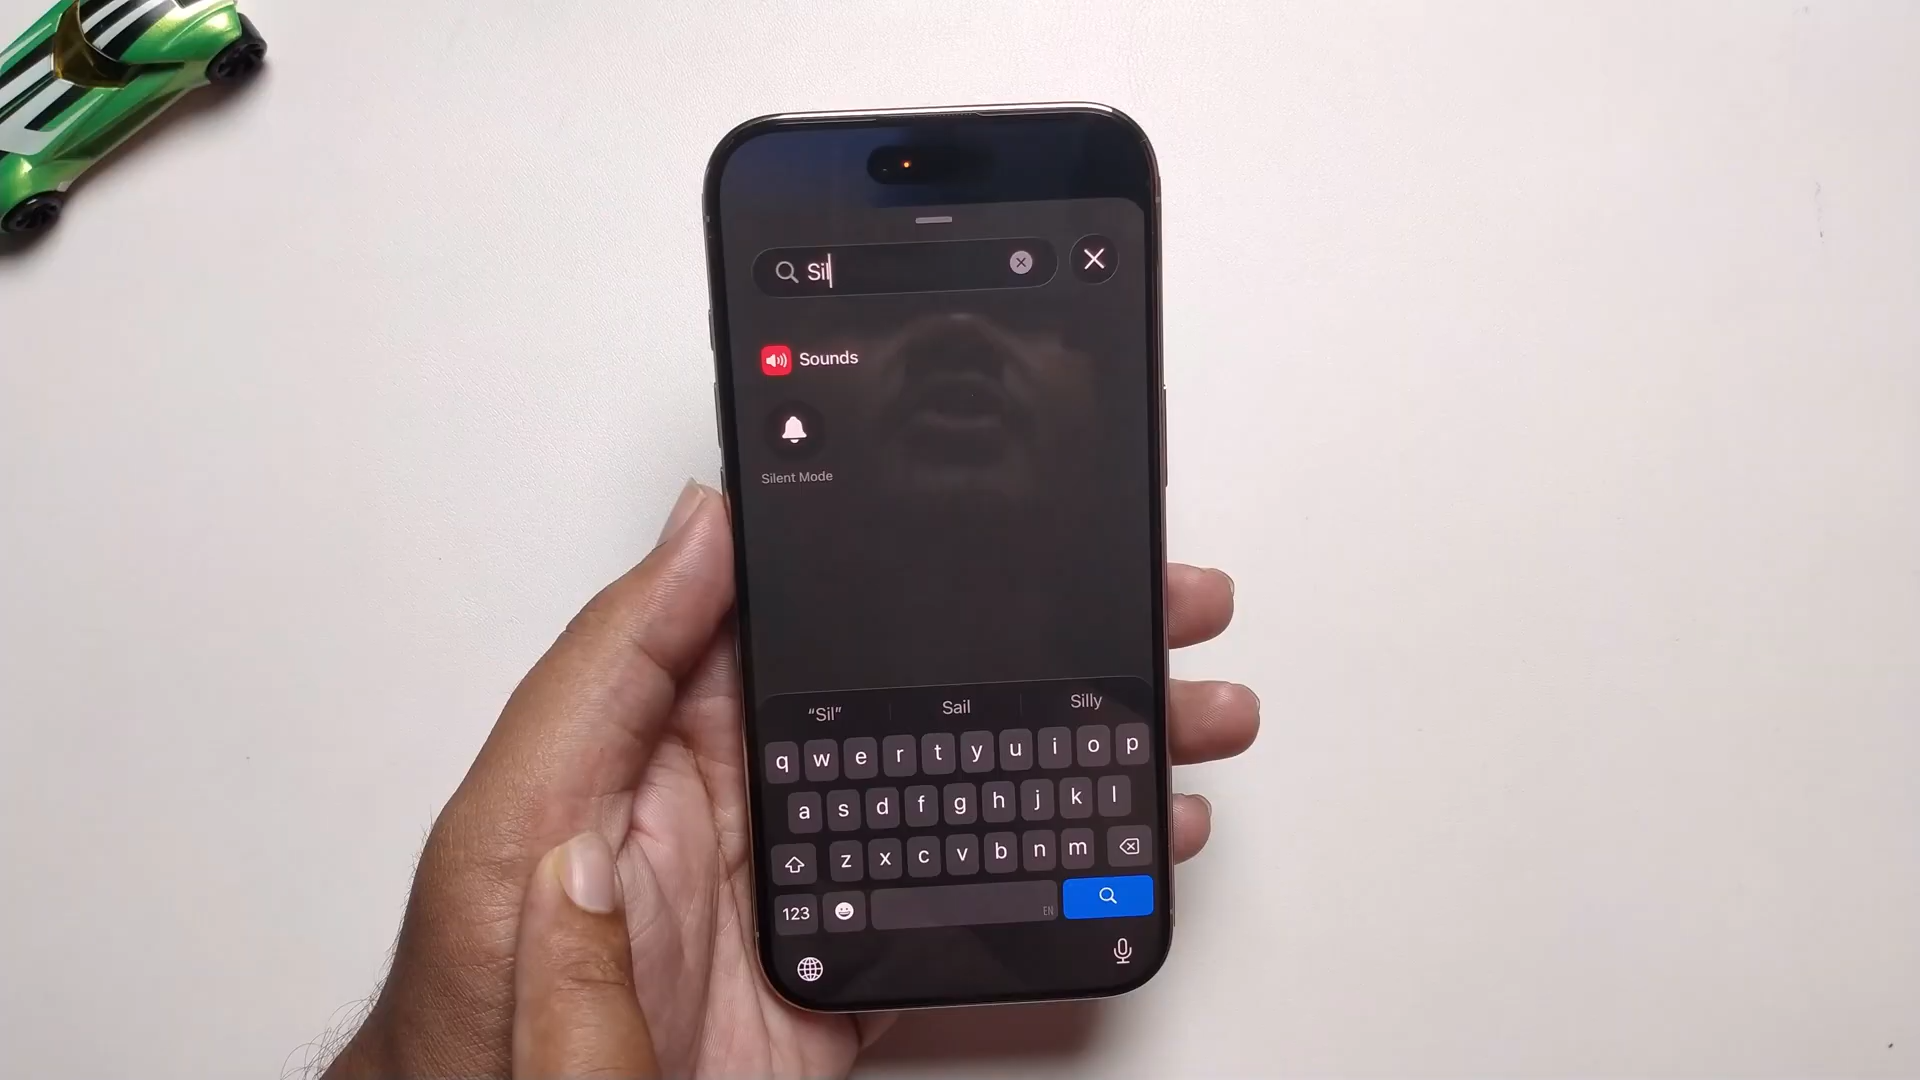 Sil
Sounds
Silent Mode
“Sil” Sail Silly
q w e r t y u i o p
a s d f g h j k l
z x c v b n m
123 EN